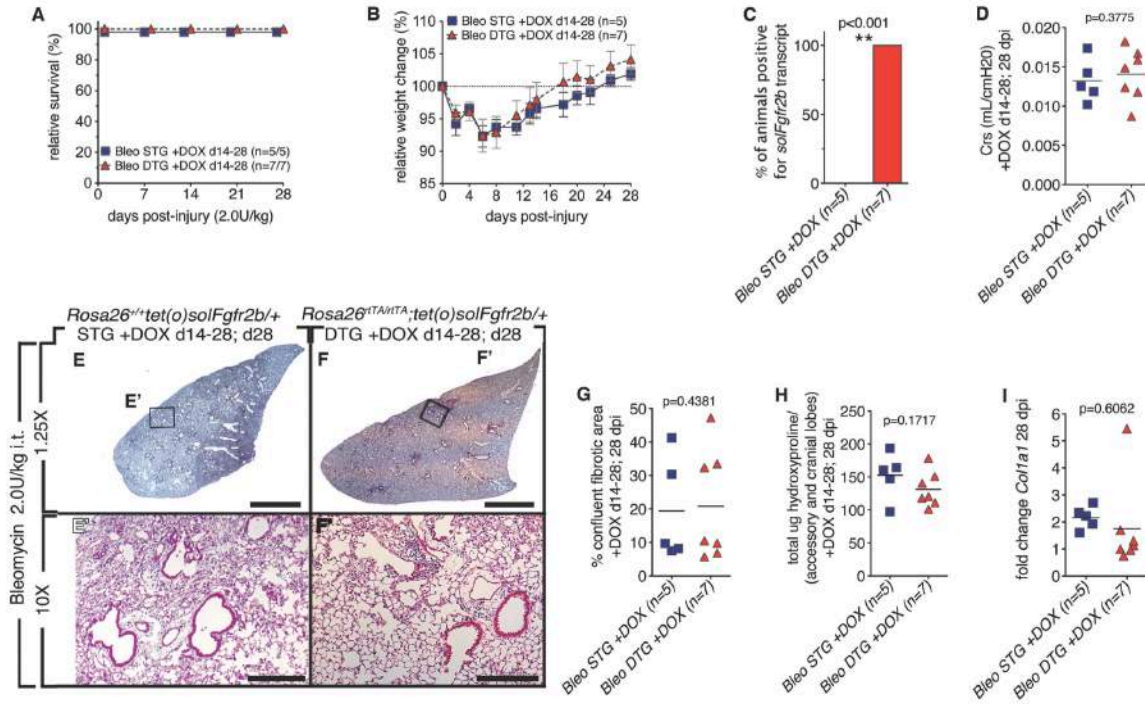 A
relative survival (%)
100
80
60
40
20
0
Bleo STG +DOX d14-28 (n=5/5)
Bleo DTG +DOX d14-28 (n=7/7)
0 7 14 21 28
days post-injury (2.0U/kg)
B
relative weight change (%)
110
105
100
95
90
85
Bleo STG +DOX d14-28 (n=5)
Bleo DTG +DOX d14-28 (n=7)
0 2 4 6 8 10 12 14 16 18 20 22 24 26 28
days post-injury
C
% of animals positive
for solFgfr2b transcript
p<0.001
**
100
50
0
Bleo STG +DOX (n=5)
Bleo DTG +DOX (n=7)
D
Crs (mL/cmH20)
+DOX d14-28; 28 dpi
p=0.3775
0.020
0.015
0.010
0.005
0.000
Bleo STG +DOX (n=5)
Bleo DTG +DOX (n=7)
Rosa26+/+tet(o)solFgfr2b/+
STG +DOX d14-28; d28
Rosa26rtTA/rtTA;tet(o)solFgfr2b/+
DTG +DOX d14-28; d28
Bleomycin 2.0U/kg i.t.
1.25X
10X
E
E'
F
F'
E'
F'
G
% confluent fibrotic area
+DOX d14-28; 28 dpi
p=0.4381
50
40
30
20
10
0
Bleo STG +DOX (n=5)
Bleo DTG +DOX (n=7)
H
total ug hydroxyproline/
(accessory and cranial lobes)
+DOX d14-28; 28 dpi
p=0.1717
250
200
150
100
50
0
Bleo STG +DOX (n=5)
Bleo DTG +DOX (n=7)
I
fold change Col1a1 28 dpi
p=0.6062
6
5
4
3
2
1
0
Bleo STG +DOX (n=5)
Bleo DTG +DOX (n=7)